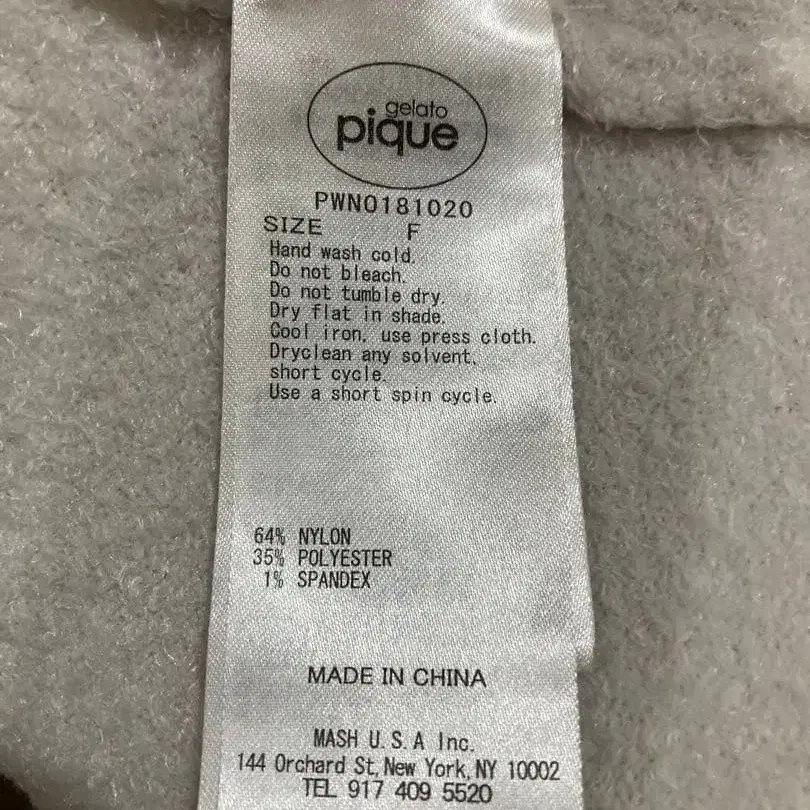 gelato
pique
PWNO181020
SIZE F
Hand wash cold.
Do not bleach.
Do not tumble dry.
Dry flat in shade.
Cool iron, use press cloth.
Dryclean any solvent,
short cycle.
Use a short spin cycle.
64% NYLON
35% POLYESTER
1% SPANDEX
MADE IN CHINA
MASH U.S.A Inc.
144 Orchard St, New York, NY 10002
TEL 917 409 5520